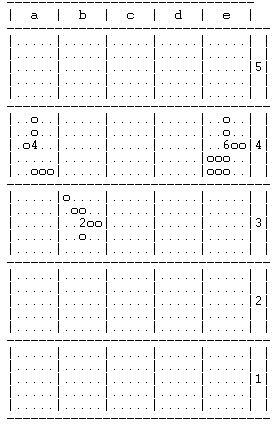 -------------------------------
|  a  |  b  |  c  |  d  |  e  | |
---------------------------------
|.....|.....|.....|.....|.....| |
|.....|.....|.....|.....|.....| |
|.....|.....|.....|.....|.....|5|
|.....|.....|.....|.....|.....| |
|.....|.....|.....|.....|.....| |
---------------------------------
|..o..|.....|.....|.....|..o..| |
|..o..|.....|.....|.....|..o..| |
|.o4..|.....|.....|.....|..6oo|4|
|.....|.....|.....|.....|ooo..| |
|..ooo|.....|.....|.....|ooo..| |
---------------------------------
|.....|o....|.....|.....|.....| |
|.....|.oo..|.....|.....|.....| |
|.....|..2oo|.....|.....|.....|3|
|.....|..o..|.....|.....|.....| |
|.....|.....|.....|.....|.....| |
---------------------------------
|.....|.....|.....|.....|.....| |
|.....|.....|.....|.....|.....| |
|.....|.....|.....|.....|.....|2|
|.....|.....|.....|.....|.....| |
|.....|.....|.....|.....|.....| |
---------------------------------
|.....|.....|.....|.....|.....| |
|.....|.....|.....|.....|.....| |
|.....|.....|.....|.....|.....|1|
|.....|.....|.....|.....|.....| |
|.....|.....|.....|.....|.....| |
---------------------------------